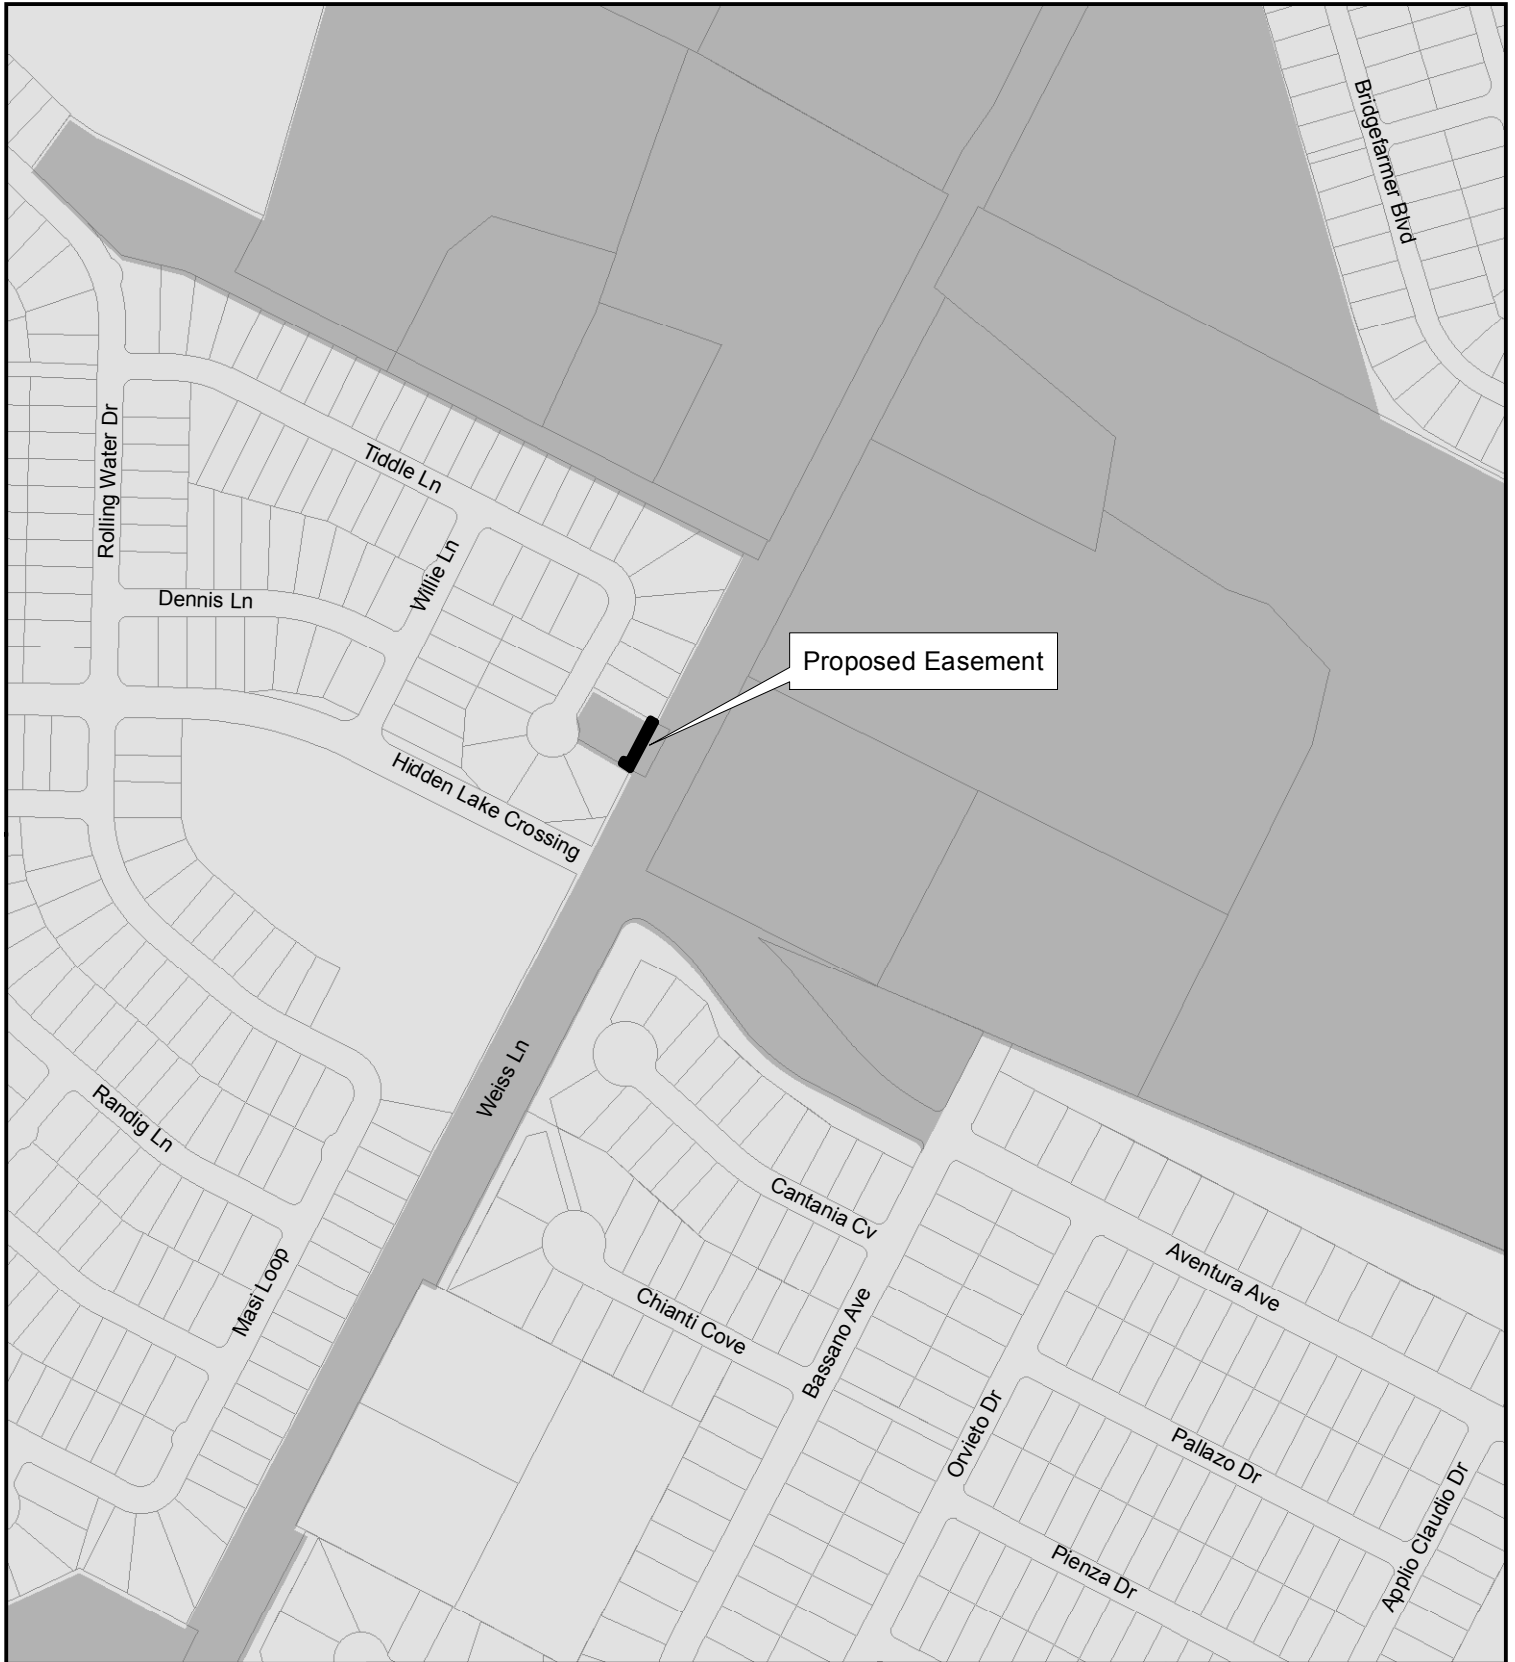 Bridgefarmer Blvd
Rolling Water Dr
Tiddle Ln
Willie Ln
Dennis Ln
Proposed Easement
Hidden Lake Crossing
Weiss Ln
Randig Ln
Masi Loop
Cantania Cv
Chianti Cove
Bassano Ave
Aventura Ave
Orvieto Dr
Pallazo Dr
Applio Claudio Dr
Pienza Dr